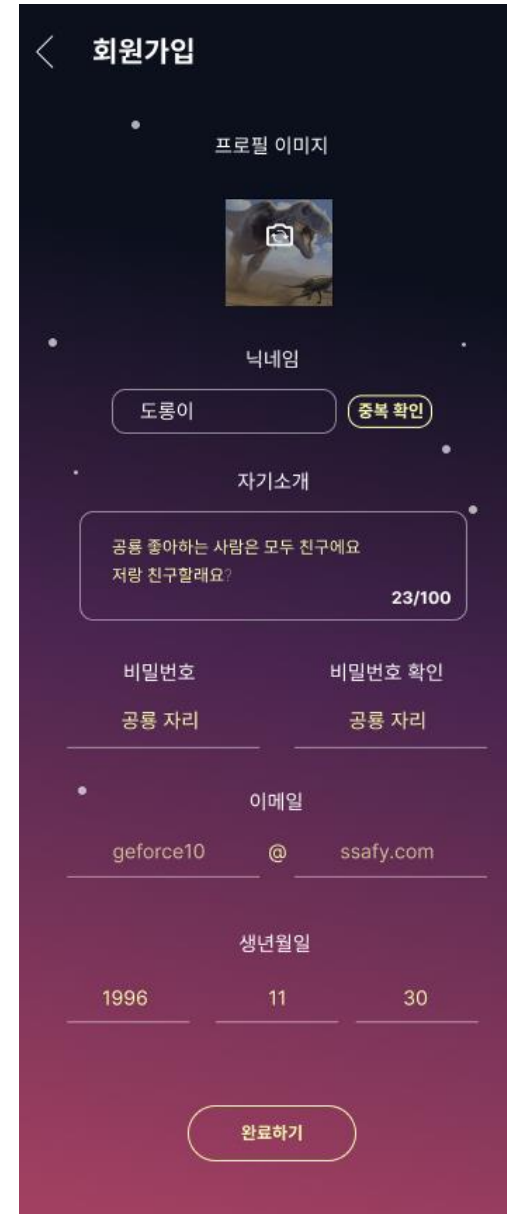 회원가입
프로필 이미지
닉네임
도롱이 중복 확인
자기소개
공룡 좋아하는 사람은 모두 친구에요
저랑 친구할래요?
23/100
비밀번호 비밀번호 확인
공룡 자리 공룡 자리
이메일
geforce10 @ ssafy.com
생년월일
1996 11 30
완료하기